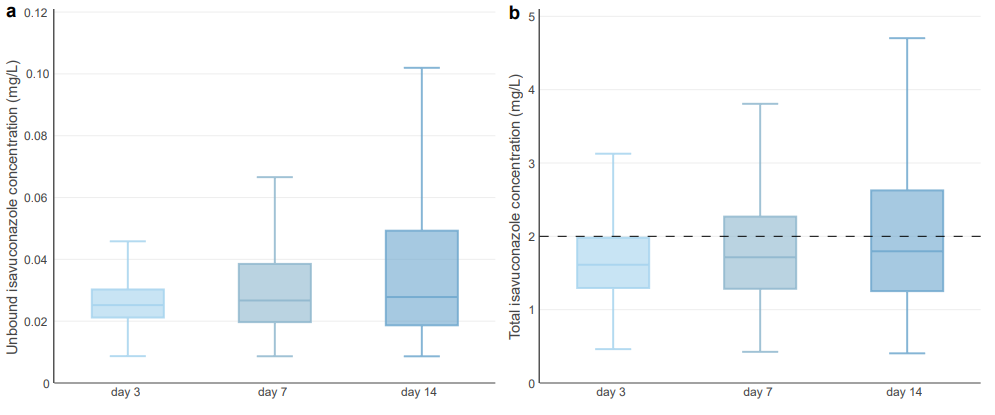 a
Unbound isavuconazole concentration (mg/L)
0.12
0.10
0.08
0.06
0.04
0.02
0
day 3
day 7
day 14
b
Total isavuconazole concentration (mg/L)
5
4
3
2
1
0
day 3
day 7
day 14